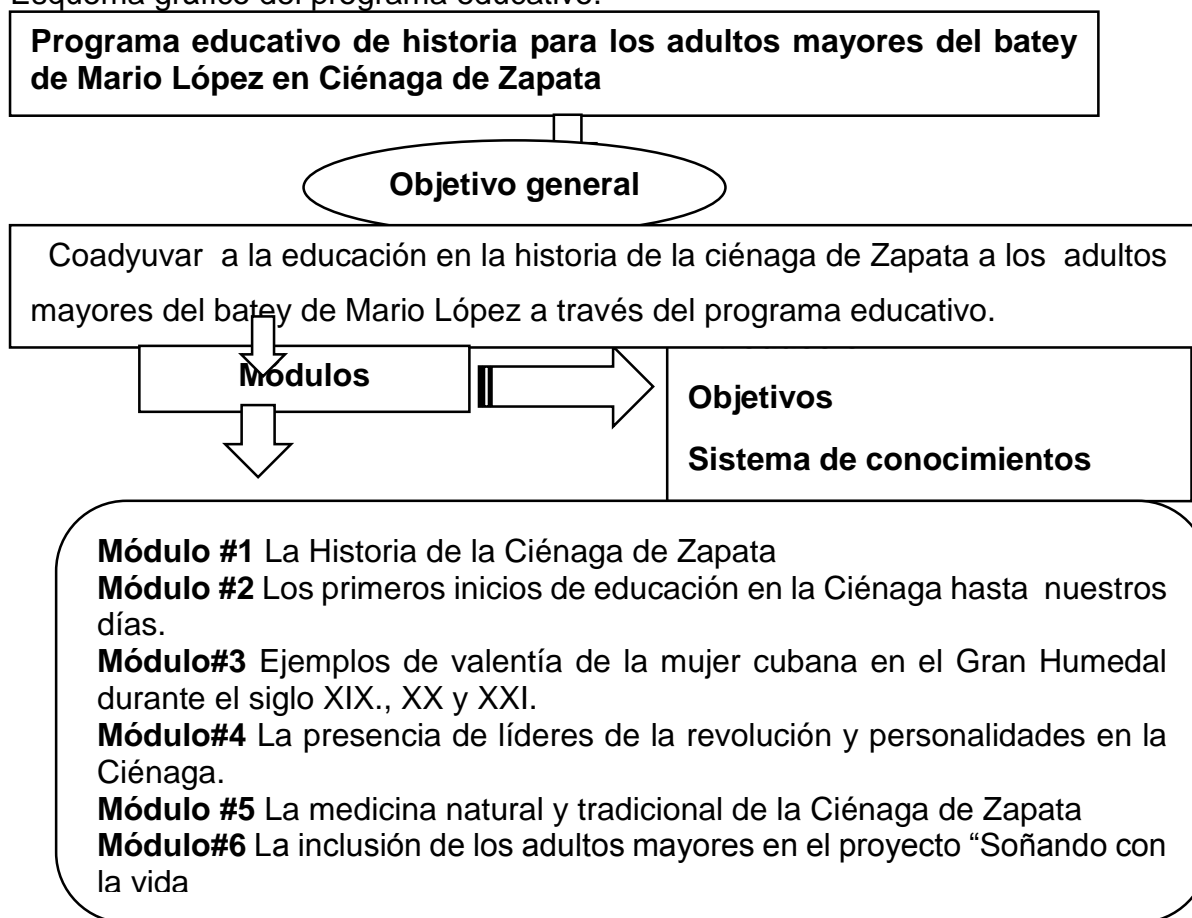 Esquema gráfico del programa educativo.
Programa educativo de historia para los adultos mayores del batey
de Mario López en Ciénaga de Zapata
Objetivo general
Coadyuvar a la educación en la historia de la ciénaga de Zapata a los adultos
mayores del batey de Mario López a través del programa educativo.
Módulos
Objetivos
Sistema de conocimientos
Módulo #1 La Historia de la Ciénaga de Zapata
Módulo #2 Los primeros inicios de educación en la Ciénaga hasta nuestros
días.
Módulo#3 Ejemplos de valentía de la mujer cubana en el Gran Humedal
durante el siglo XIX., XX y XXI.
Módulo#4 La presencia de líderes de la revolución y personalidades en la
Ciénaga.
Módulo #5 La medicina natural y tradicional de la Ciénaga de Zapata
Módulo#6 La inclusión de los adultos mayores en el proyecto “Soñando con
la vida